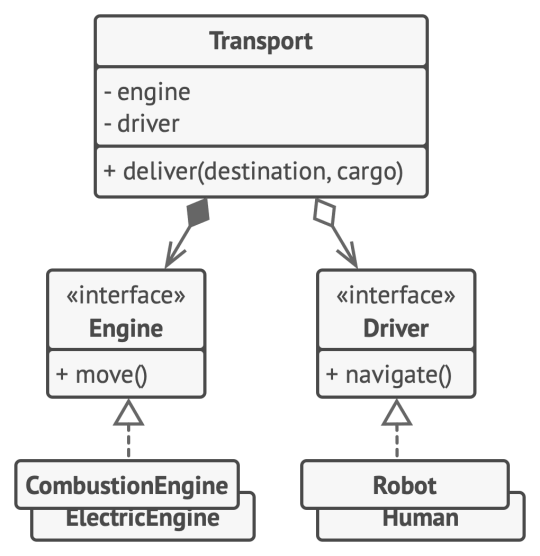 Transport
- engine
- driver
+ deliver(destination, cargo)
«interface»
Engine
+ move()
«interface»
Driver
+ navigate()
CombustionEngine
ElectricEngine
Robot
Human